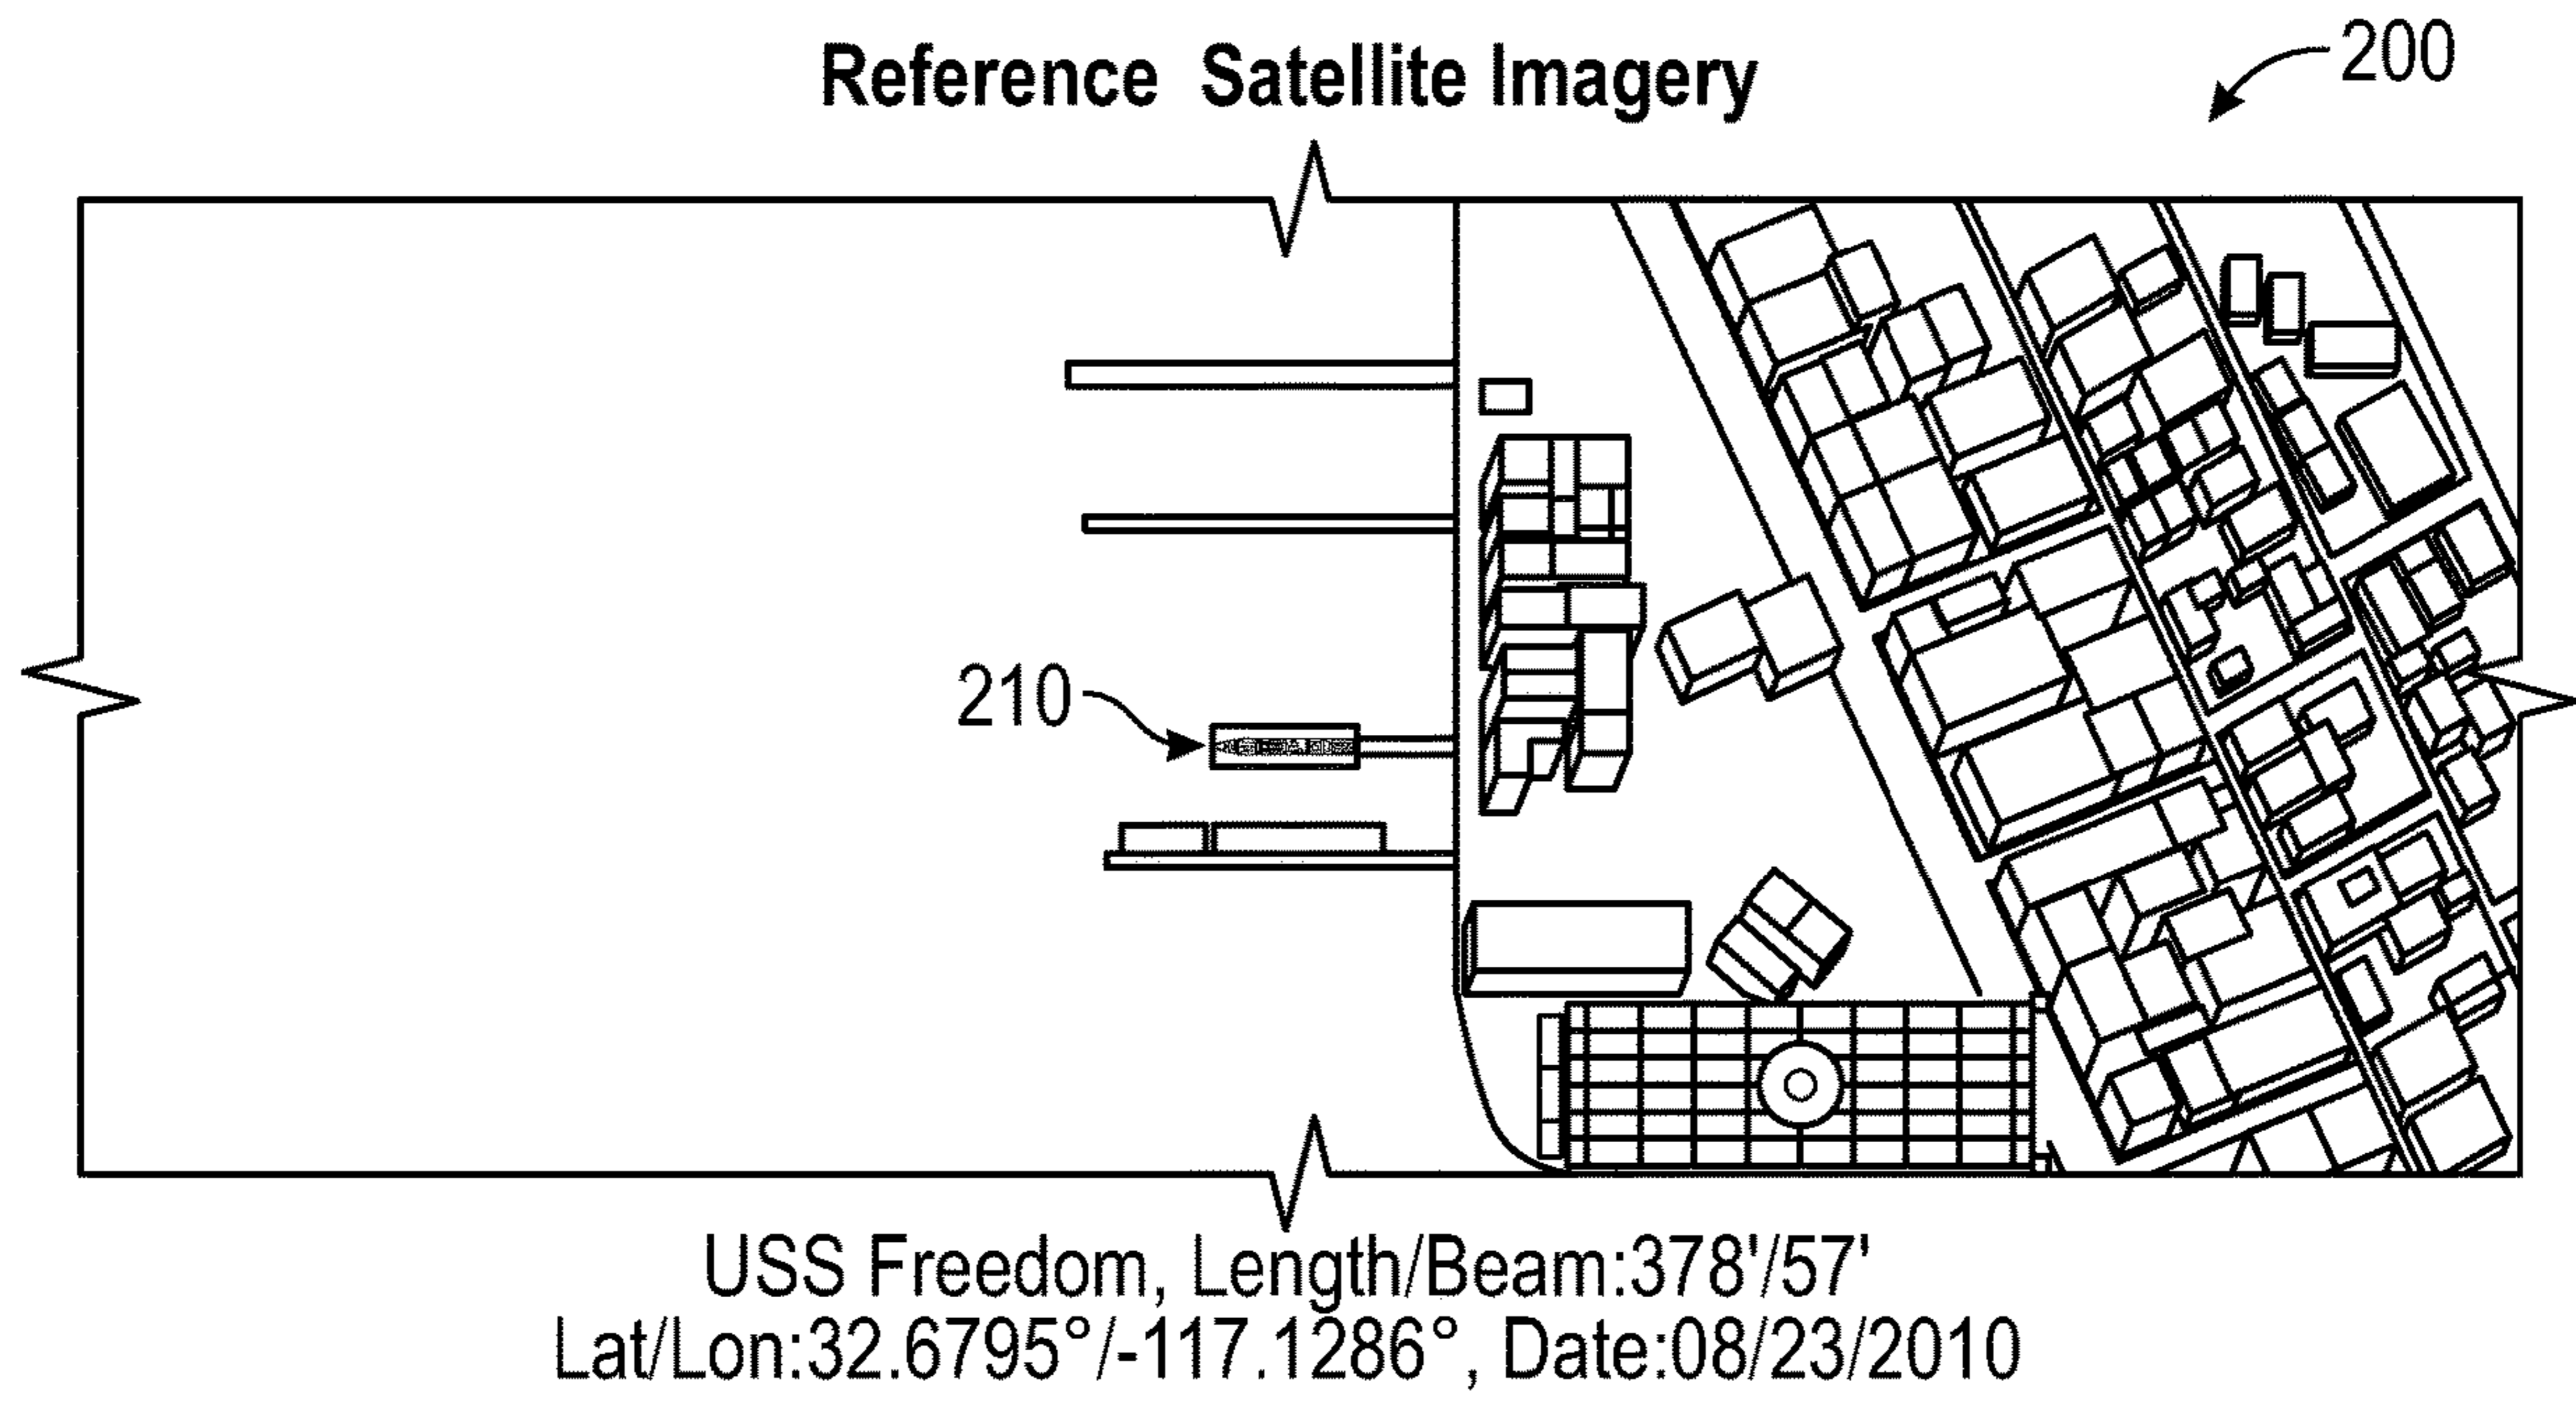 Reference Satellite Imagery
200
210
USS Freedom, Length/Beam:378'/57'
Lat/Lon:32.6795°/-117.1286°, Date:08/23/2010